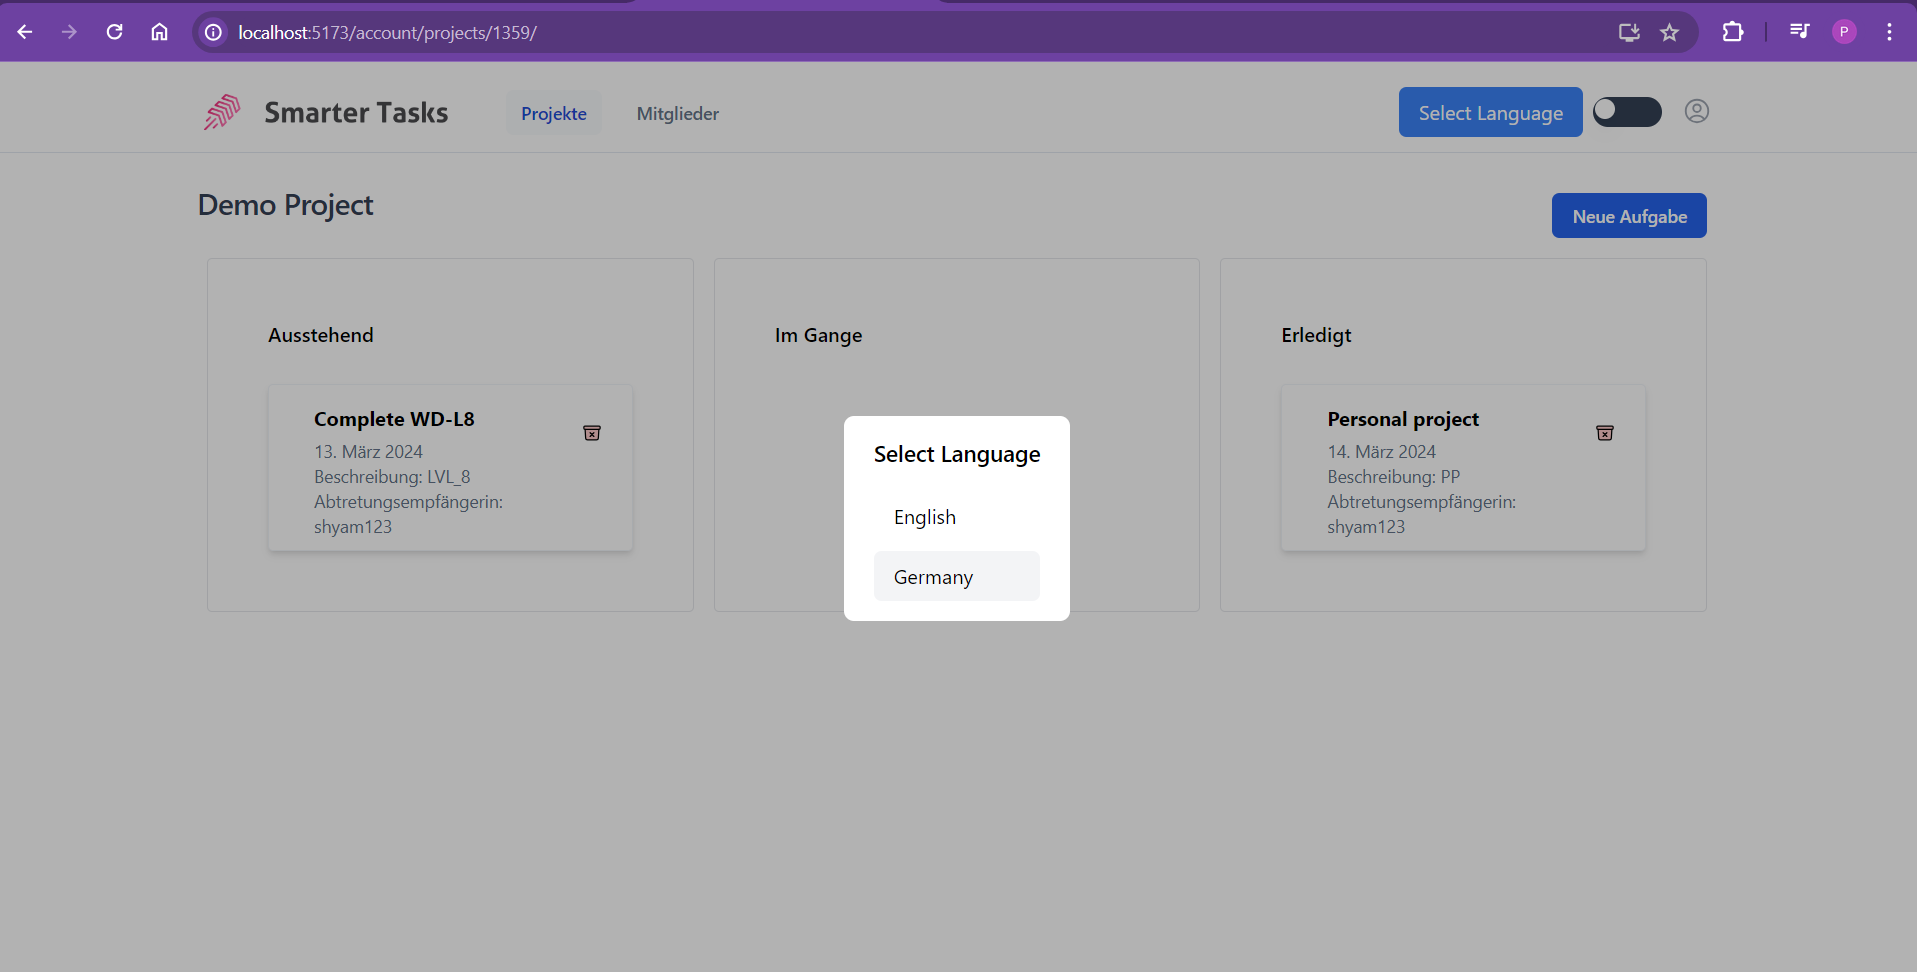 localhost:5173/account/projects/1359/
P
Smarter Tasks
Projekte
Mitglieder
Select Language
Demo Project
Neue Aufgabe
Ausstehend
Complete WD-L8
13. März 2024
Beschreibung: LVL_8
Abtretungsempfängerin:
shyam123
Im Gange
Erledigt
Personal project
14. März 2024
Beschreibung: PP
Abtretungsempfängerin:
shyam123
Select Language
English
Germany